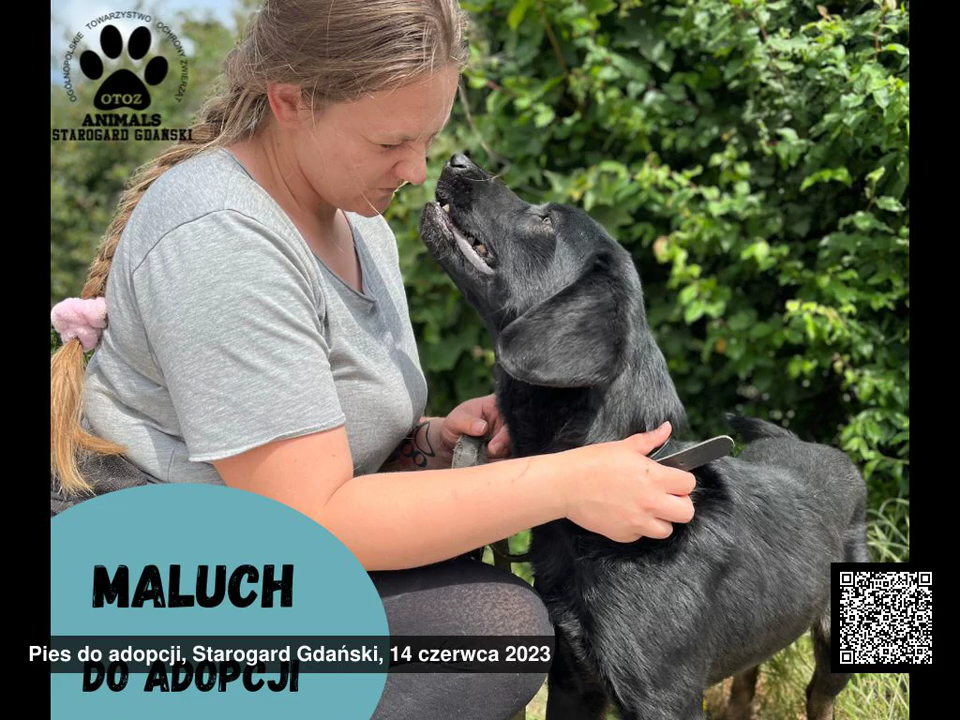 OGÓLNOPOLSKIE TOWARZYSTWO OCHRONY ZWIERZĄT
OTOZ
ANIMALS
STAROGARD GDAŃSKI
MALUCH
Pies do adopcji, Starogard Gdański, 14 czerwca 2023
DO ADOPCJI